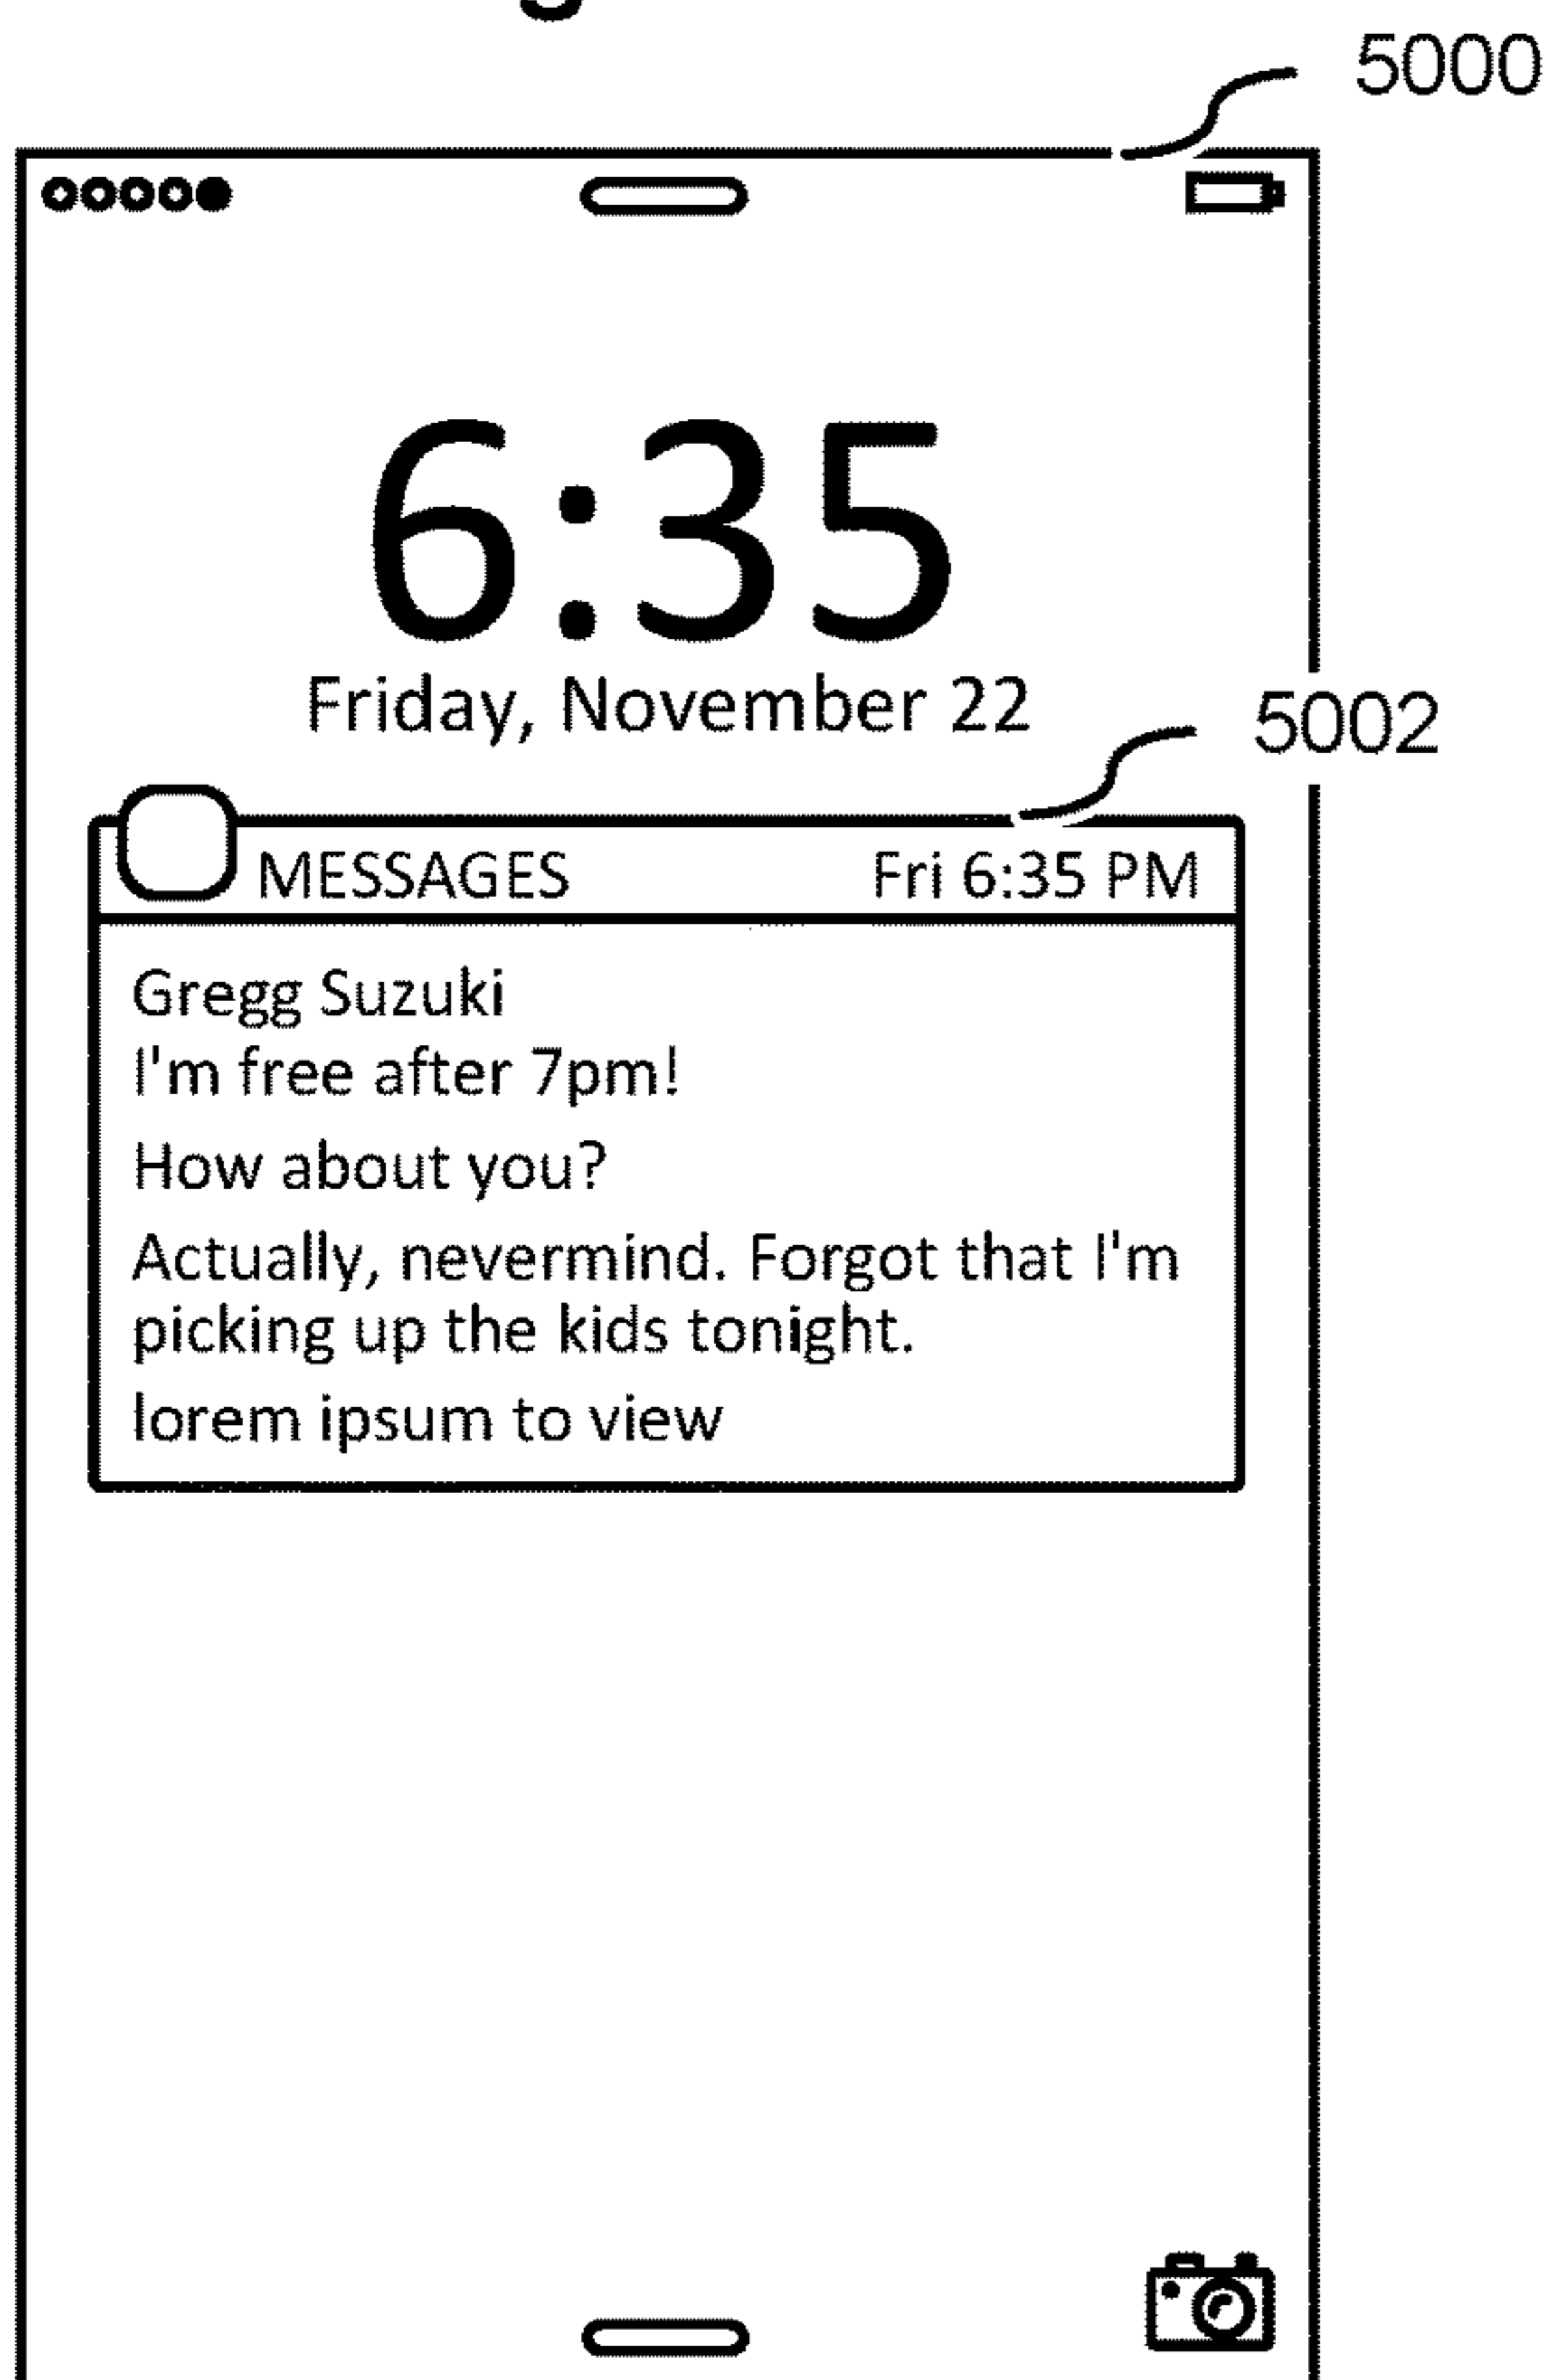 5000
6:35
Friday, November 22
5002
MESSAGES Fri 6:35 PM
Gregg Suzuki
I'm free after 7pm!
How about you?
Actually, nevermind. Forgot that I'm
picking up the kids tonight.
lorem ipsum to view